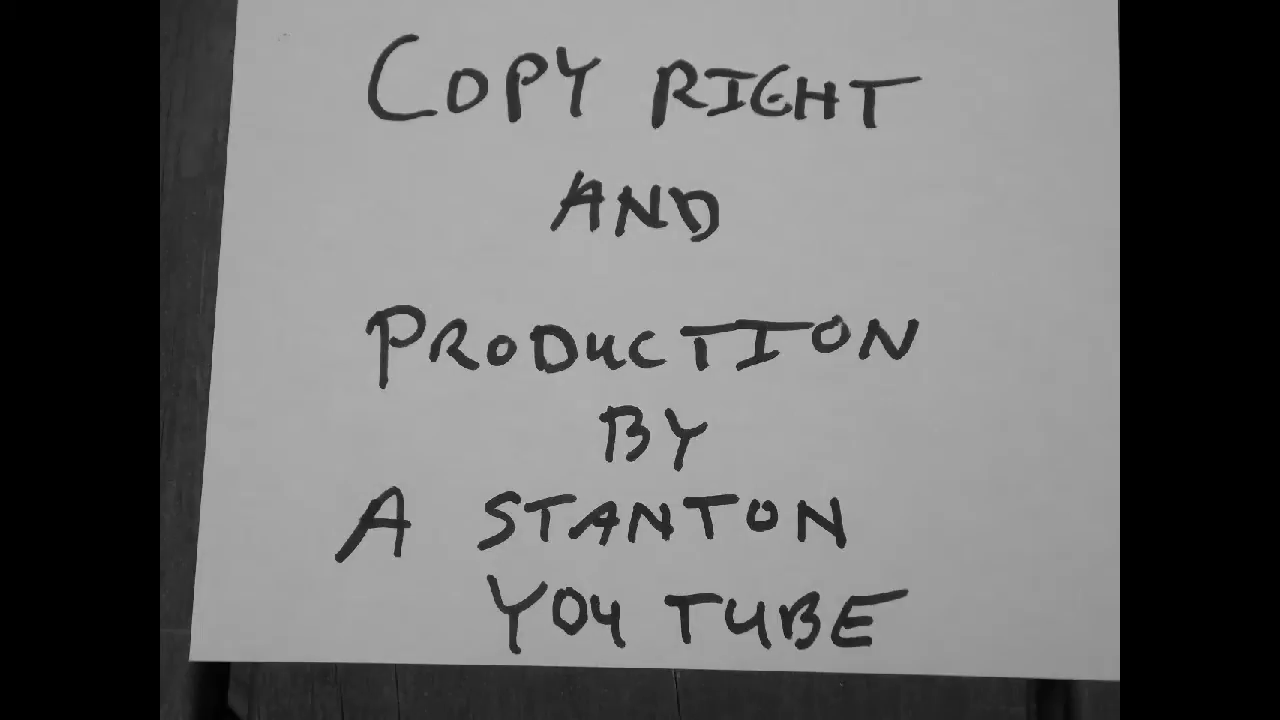 COPY RIGHT
AND
PRODUCTION
BY
A STANTON
YOU TUBE